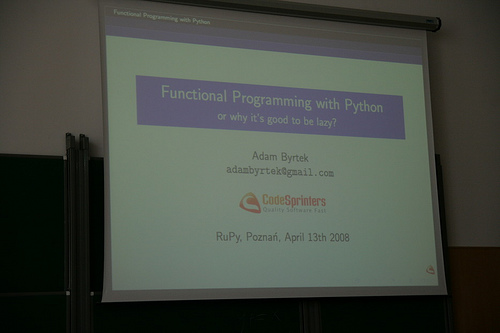 Functional Programming with Python
Functional Programming with Python
or why it's good to be lazy?
Adam Byrtek
adambyrtek@gmail.com
CodeSprinters
Quality Software Fast
RuPy, Poznań, April 13th 2008